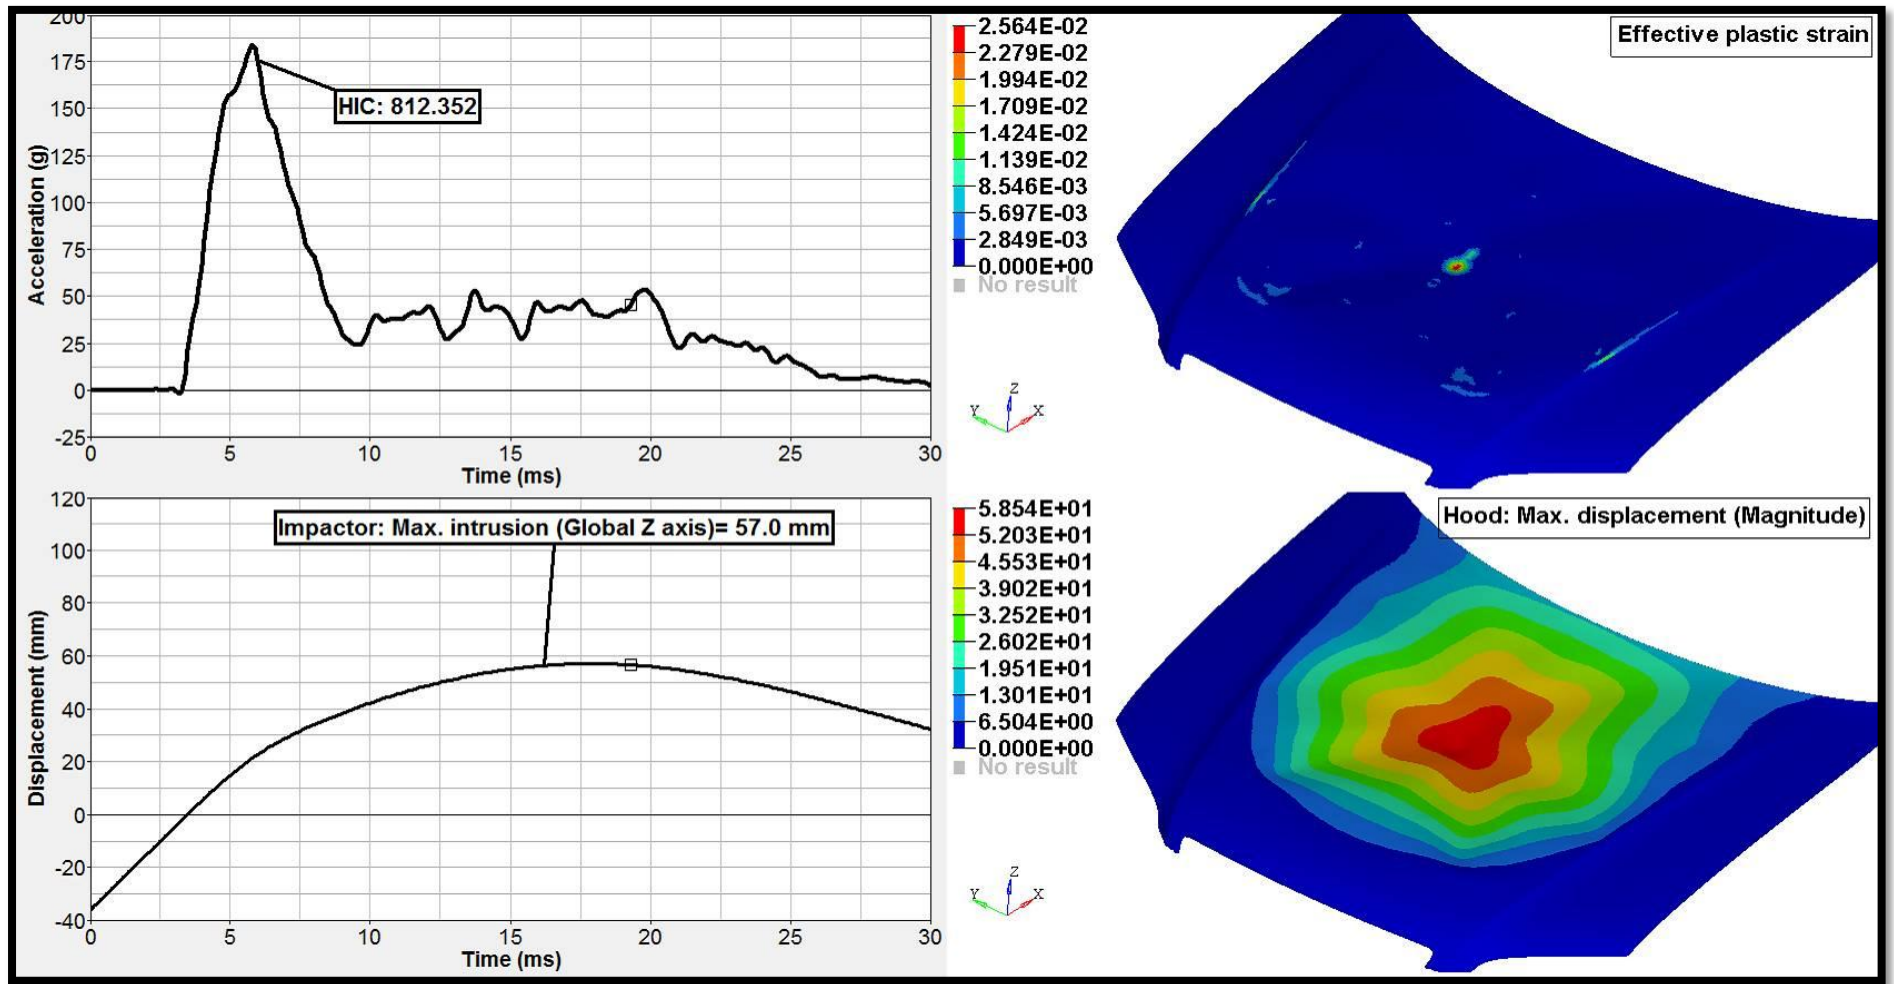 200
175
150
125
100
75
50
25
0
-25
Acceleration (g)
HIC: 812.352
0 5 10 15 20 25 30
Time (ms)
2.564E-02
2.279E-02
1.994E-02
1.709E-02
1.424E-02
1.139E-02
8.546E-03
5.697E-03
2.849E-03
0.000E+00
No result
Effective plastic strain
Z
Y X
120
100
80
60
40
20
0
-20
-40
Displacement (mm)
Impactor: Max. intrusion (Global Z axis)= 57.0 mm
0 5 10 15 20 25 30
Time (ms)
5.854E+01
5.203E+01
4.553E+01
3.902E+01
3.252E+01
2.602E+01
1.951E+01
1.301E+01
6.504E+00
0.000E+00
No result
Hood: Max. displacement (Magnitude)
Z
Y X